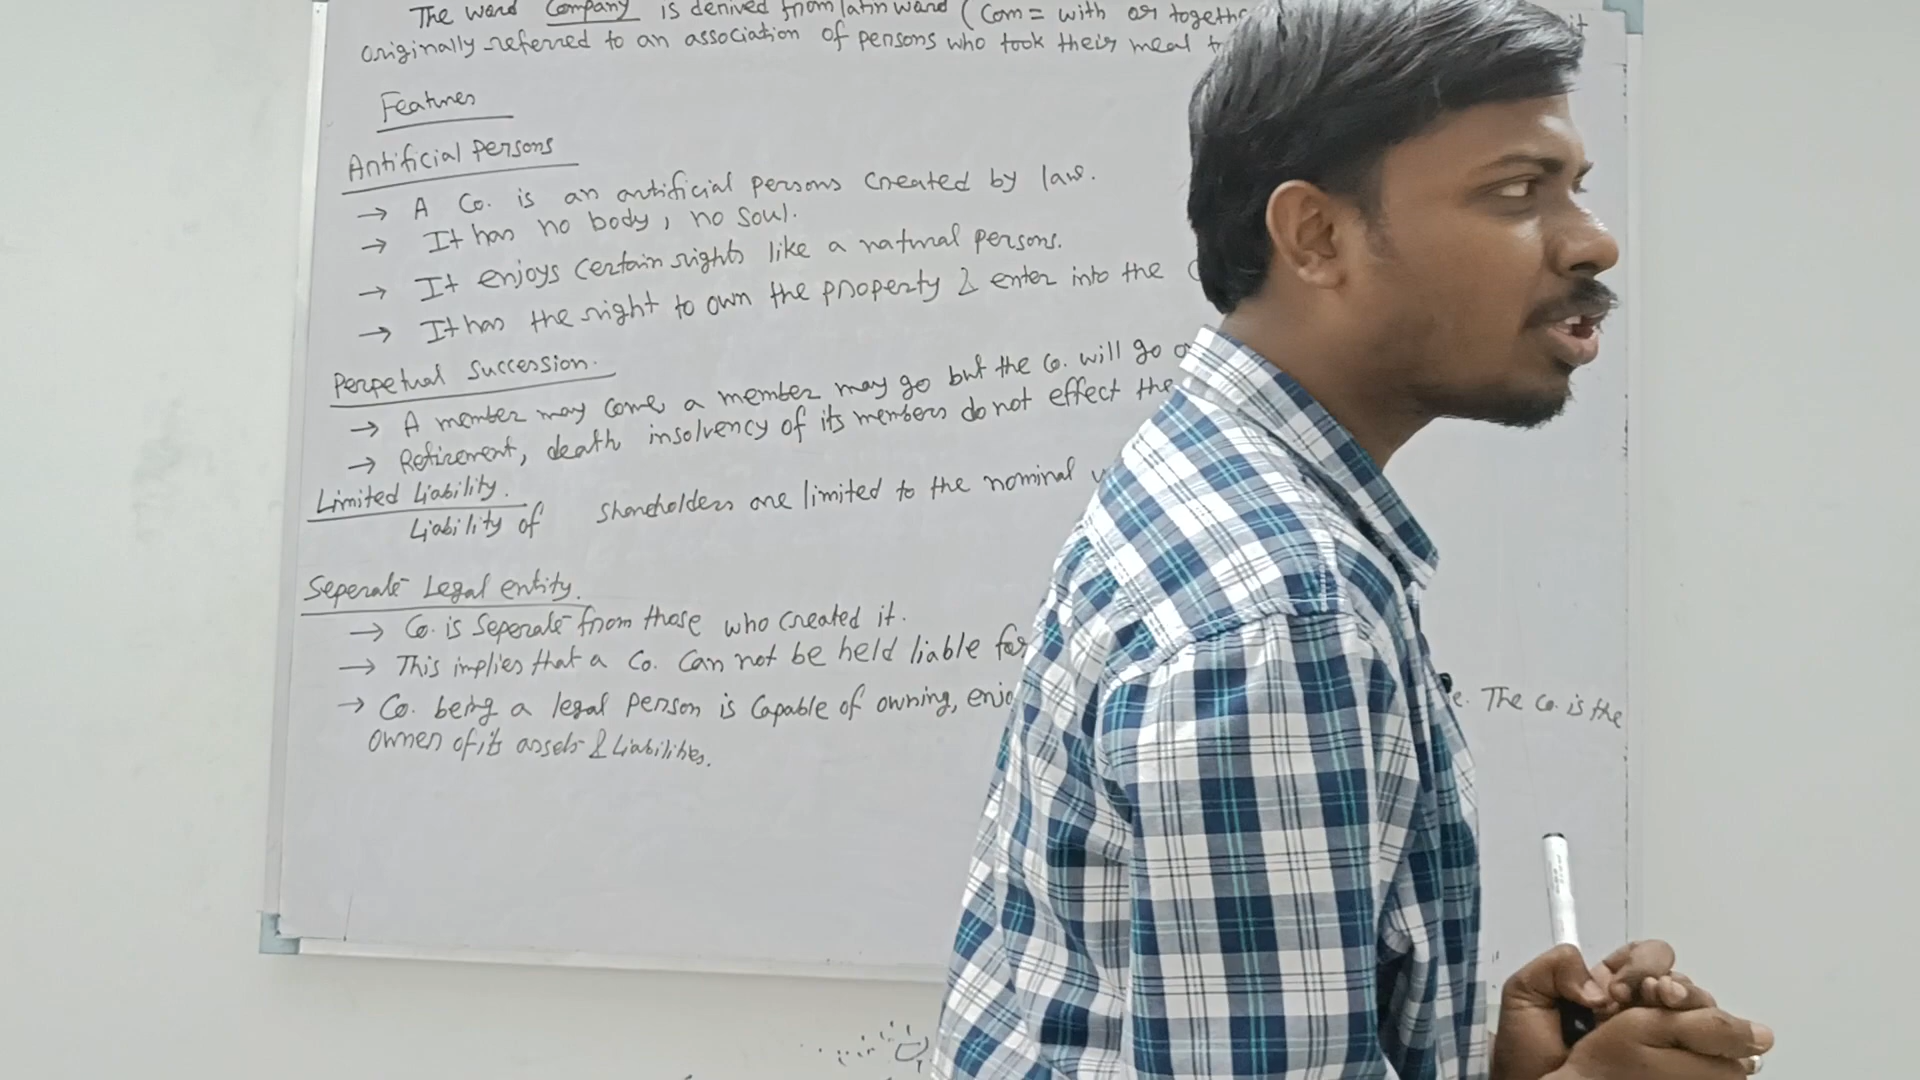 The word Company is derived from latin word (Com = with or togethe it
originally referred to an association of persons who took their meal
Features
Artificial Persons
→ A Co. is an artificial persons created by law.
→ It has no body, no soul.
→ It enjoys certain rights like a natural persons.
→ It has the right to own the property & enter into the
Perpetual Succession.
→ A member may come, a member may go but the Co. will go
→ Retirement, death insolvency of its members do not effect the
Limited Liability.
Liability of shareholders are limited to the nominal
Seperate Legal entity.
→ Co. is Seperate from those who created it.
→ This implies that a Co. Can not be held liable for
→ Co. being a legal person is Capable of owning, enjo e. The Co. is the
owner of its assets & Liabilities.